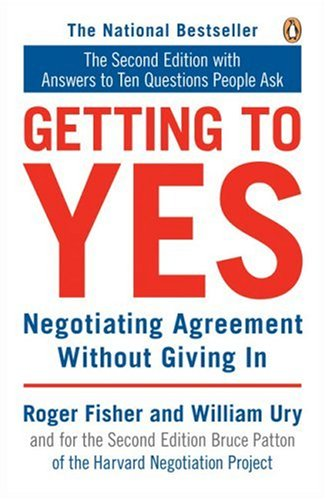 The National Bestseller
The Second Edition with
Answers to Ten Questions People Ask
GETTING TO
YES
Negotiating Agreement
Without Giving In
Roger Fisher and William Ury
and for the Second Edition Bruce Patton
of the Harvard Negotiation Project